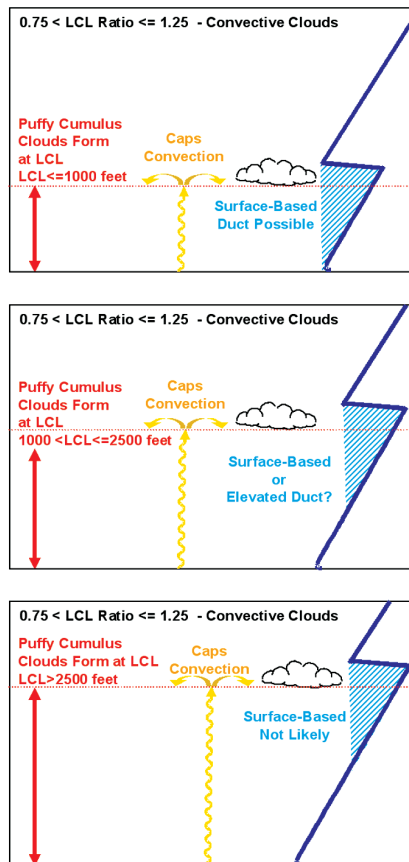 0.75 < LCL Ratio <= 1.25 - Convective Clouds
Puffy Cumulus
Clouds Form
at LCL
LCL<=1000 feet
Caps
Convection
Surface-Based
Duct Possible
0.75 < LCL Ratio <= 1.25 - Convective Clouds
Puffy Cumulus
Clouds Form
at LCL
1000 <LCL<=2500 feet
Caps
Convection
Surface-Based
or
Elevated Duct?
0.75 < LCL Ratio <= 1.25 - Convective Clouds
Puffy Cumulus
Clouds Form at LCL
LCL>2500 feet
Caps
Convection
Surface-Based
Not Likely